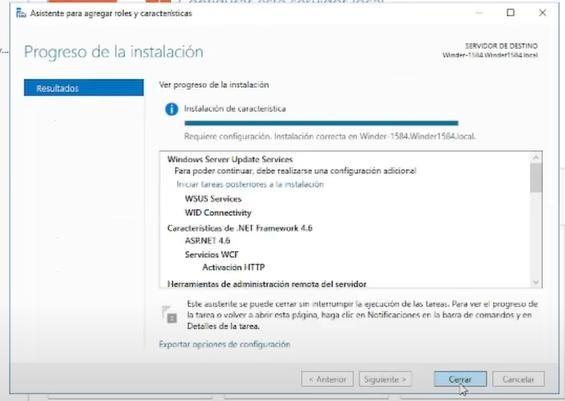 Configurar este servidor local
Asistente para agregar roles y características
Progreso de la instalación
SERVIDOR DE DESTINO
Winder-1584.Winder1584.local
Resultados
Ver progreso de la instalación
Instalación de característica
Requiere configuración. Instalación correcta en Winder-1584.Winder1584.local.
Windows Server Update Services
Para poder continuar, debe realizarse una configuración adicional
Iniciar tareas posteriores a la instalación
WSUS Services
WID Connectivity
Características de .NET Framework 4.6
ASP.NET 4.6
Servicios WCF
Activación HTTP
Herramientas de administración remota del servidor
Este asistente se puede cerrar sin interrumpir la ejecución de las tareas. Para ver el progreso de
la tarea o volver a abrir esta página, haga clic en Notificaciones en la barra de comandos y en
Detalles de la tarea.
Exportar opciones de configuración
< Anterior
Siguiente >
Cerrar
Cancelar